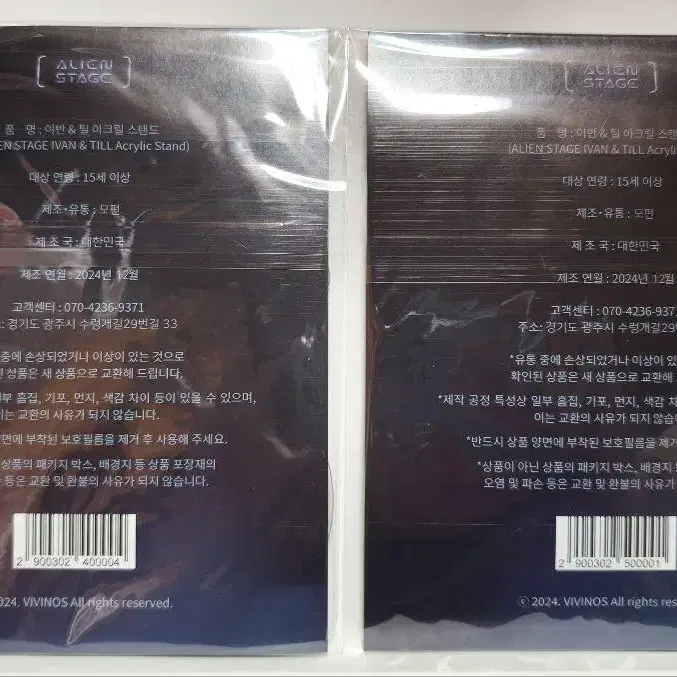 ALIEN
STAGE
품 명 : 이반 & 틸 아크릴 스탠드
EN STAGE IVAN & TILL Acrylic Stand)
대상 연령 : 15세 이상
제조·유통 : 모펀
제 조 국 : 대한민국
제조 연월 : 2024년 12월
고객센터 : 070-4236-9371
: 경기도 광주시 수렁개길29번길 33
중에 손상되었거나 이상이 있는 것으로
된 상품은 새 상품으로 교환해 드립니다.
일부 흠집, 기포, 먼지, 색감 차이 등이 있을 수 있으며,
이는 교환의 사유가 되지 않습니다.
양면에 부착된 보호필름을 제거 후 사용해 주세요.
상품의 패키지 박스, 배경지 등 상품 포장재의
등은 교환 및 환불의 사유가 되지 않습니다.
2 900302 400004
2024. VIVINOS All rights reserved.
ALIEN
STAGE
품 명 : 이반 & 틸 아크릴 스탠
(ALIEN STAGE IVAN & TILL Acryli
대상 연령 : 15세 이상
제조·유통 : 모펀
제 조 국 : 대한민국
제조 연월 : 2024년 12월
고객센터 : 070-4236-937
주소: 경기도 광주시 수렁개길29번
*유통 중에 손상되었거나 이상이 있
확인된 상품은 새 상품으로 교환해
*제작 공정 특성상 일부 흠집, 기포, 먼지, 색감 차
이는 교환의 사유가 되지 않습니
*반드시 상품 양면에 부착된 보호필름을 제거
*상품이 아닌 상품의 패키지 박스, 배경지 등
오염 및 파손 등은 교환 및 환불의 사유가
2 900302 500001
ⓒ 2024. VIVINOS All rights reserv